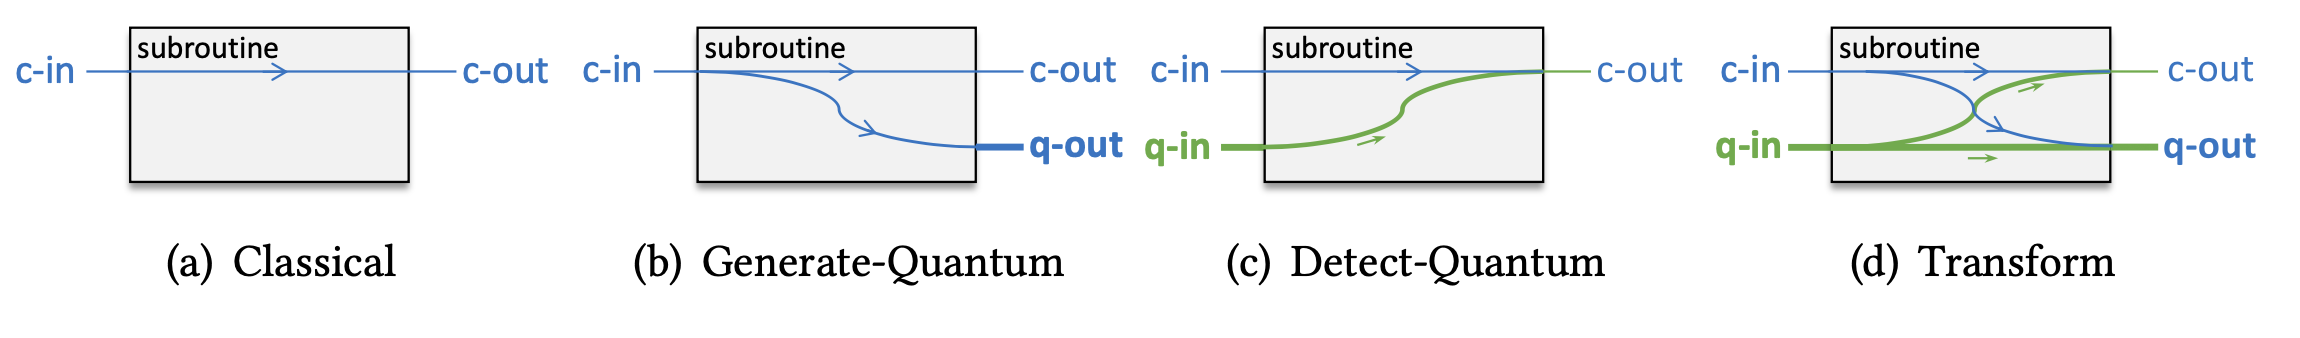 subroutine
c-in c-out
(a) Classical
subroutine
c-in c-out
q-out
(b) Generate-Quantum
subroutine
c-in c-out
q-in
(c) Detect-Quantum
subroutine
c-in c-out
q-in q-out
(d) Transform